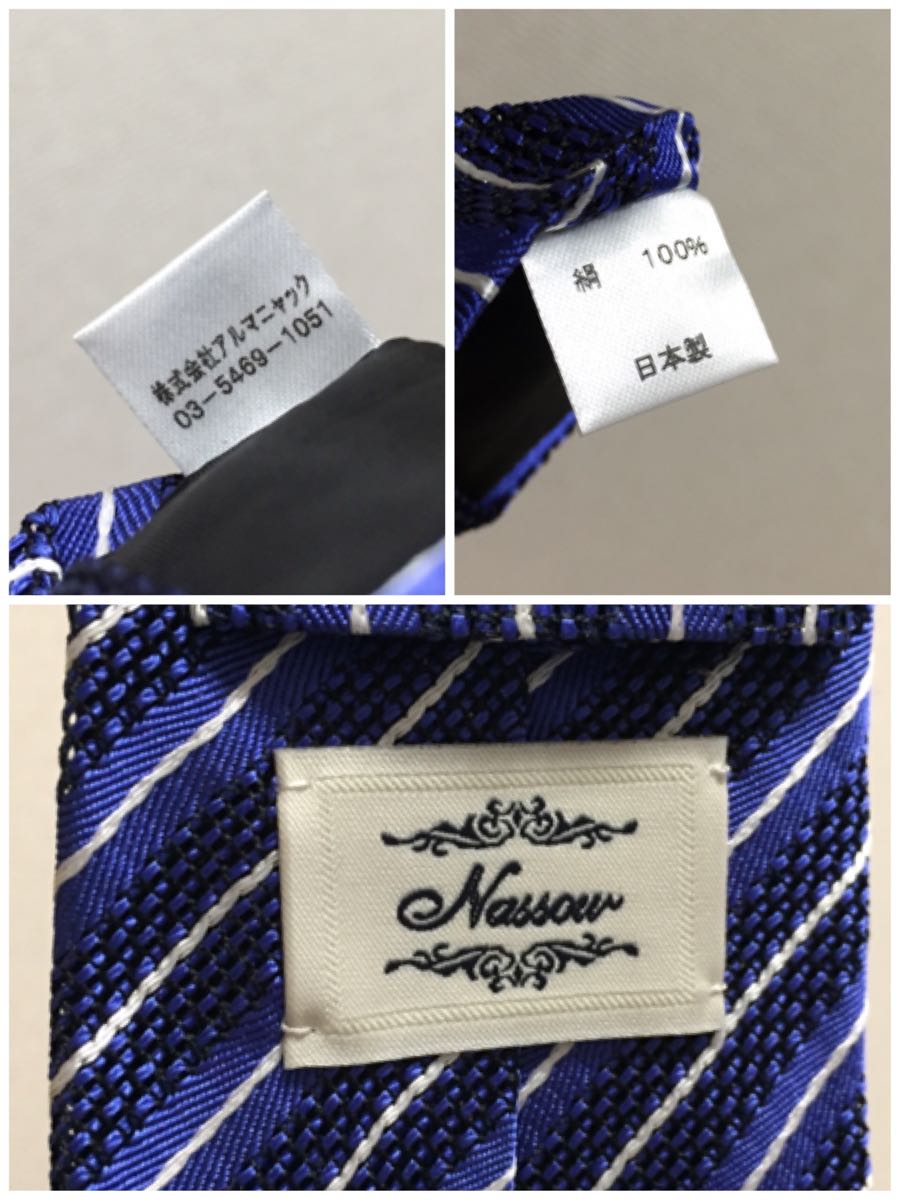 株式会社アルマニャック
03-5469-1051
絹 100%
日本製
Nassow